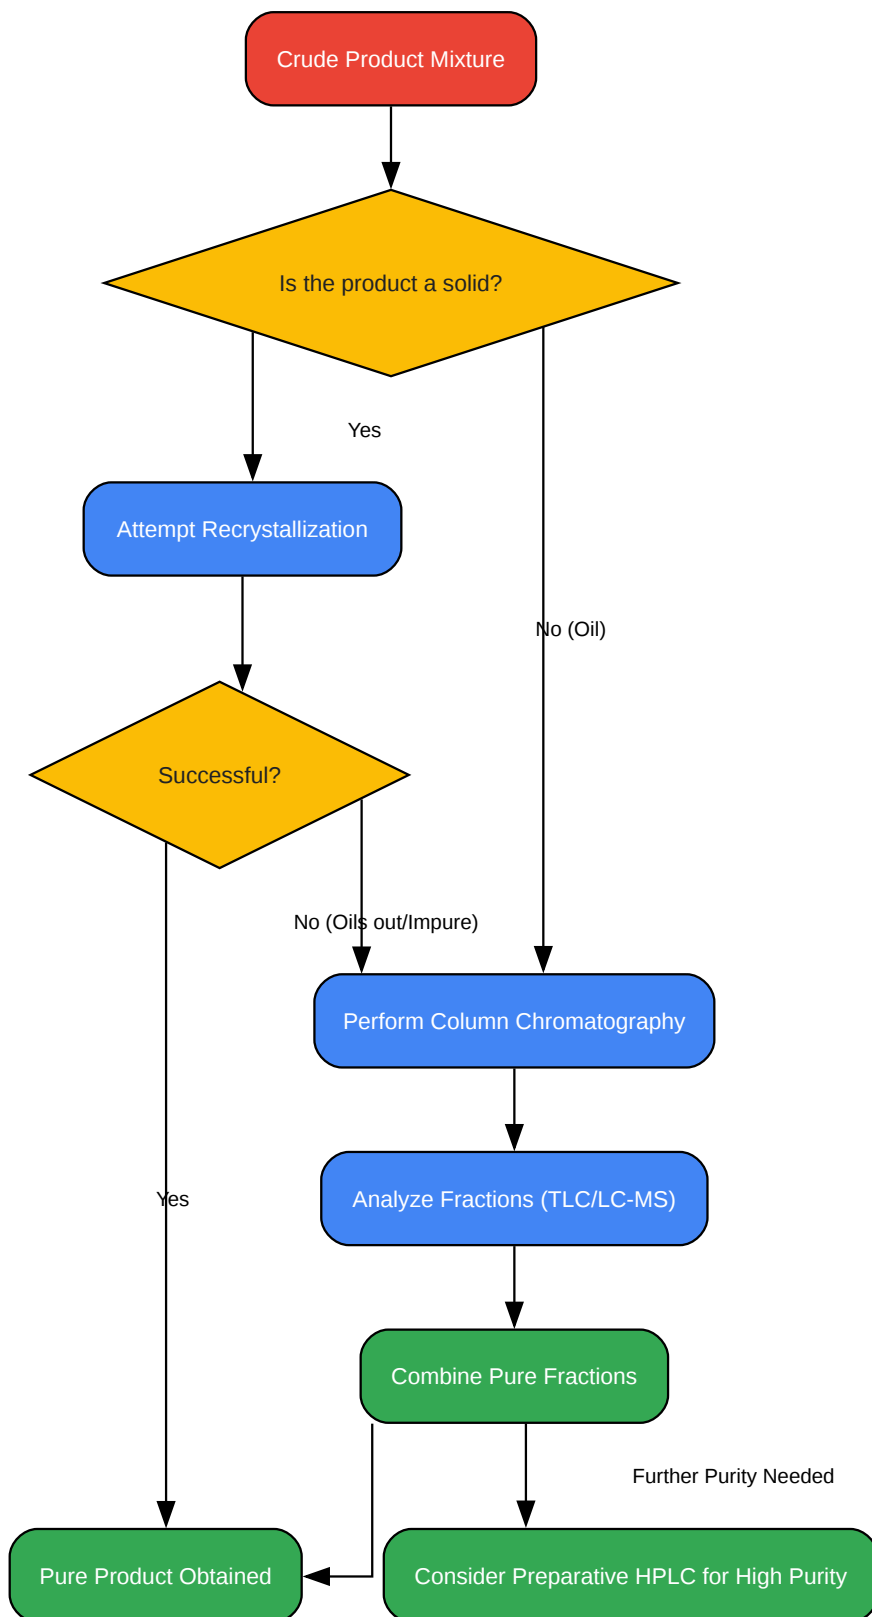 Crude Product Mixture
Is the product a solid?
Yes
Attempt Recrystallization
No (Oil)
Successful?
No (Oils out/Impure)
Perform Column Chromatography
Yes
Analyze Fractions (TLC/LC-MS)
Combine Pure Fractions
Further Purity Needed
Pure Product Obtained
Consider Preparative HPLC for High Purity